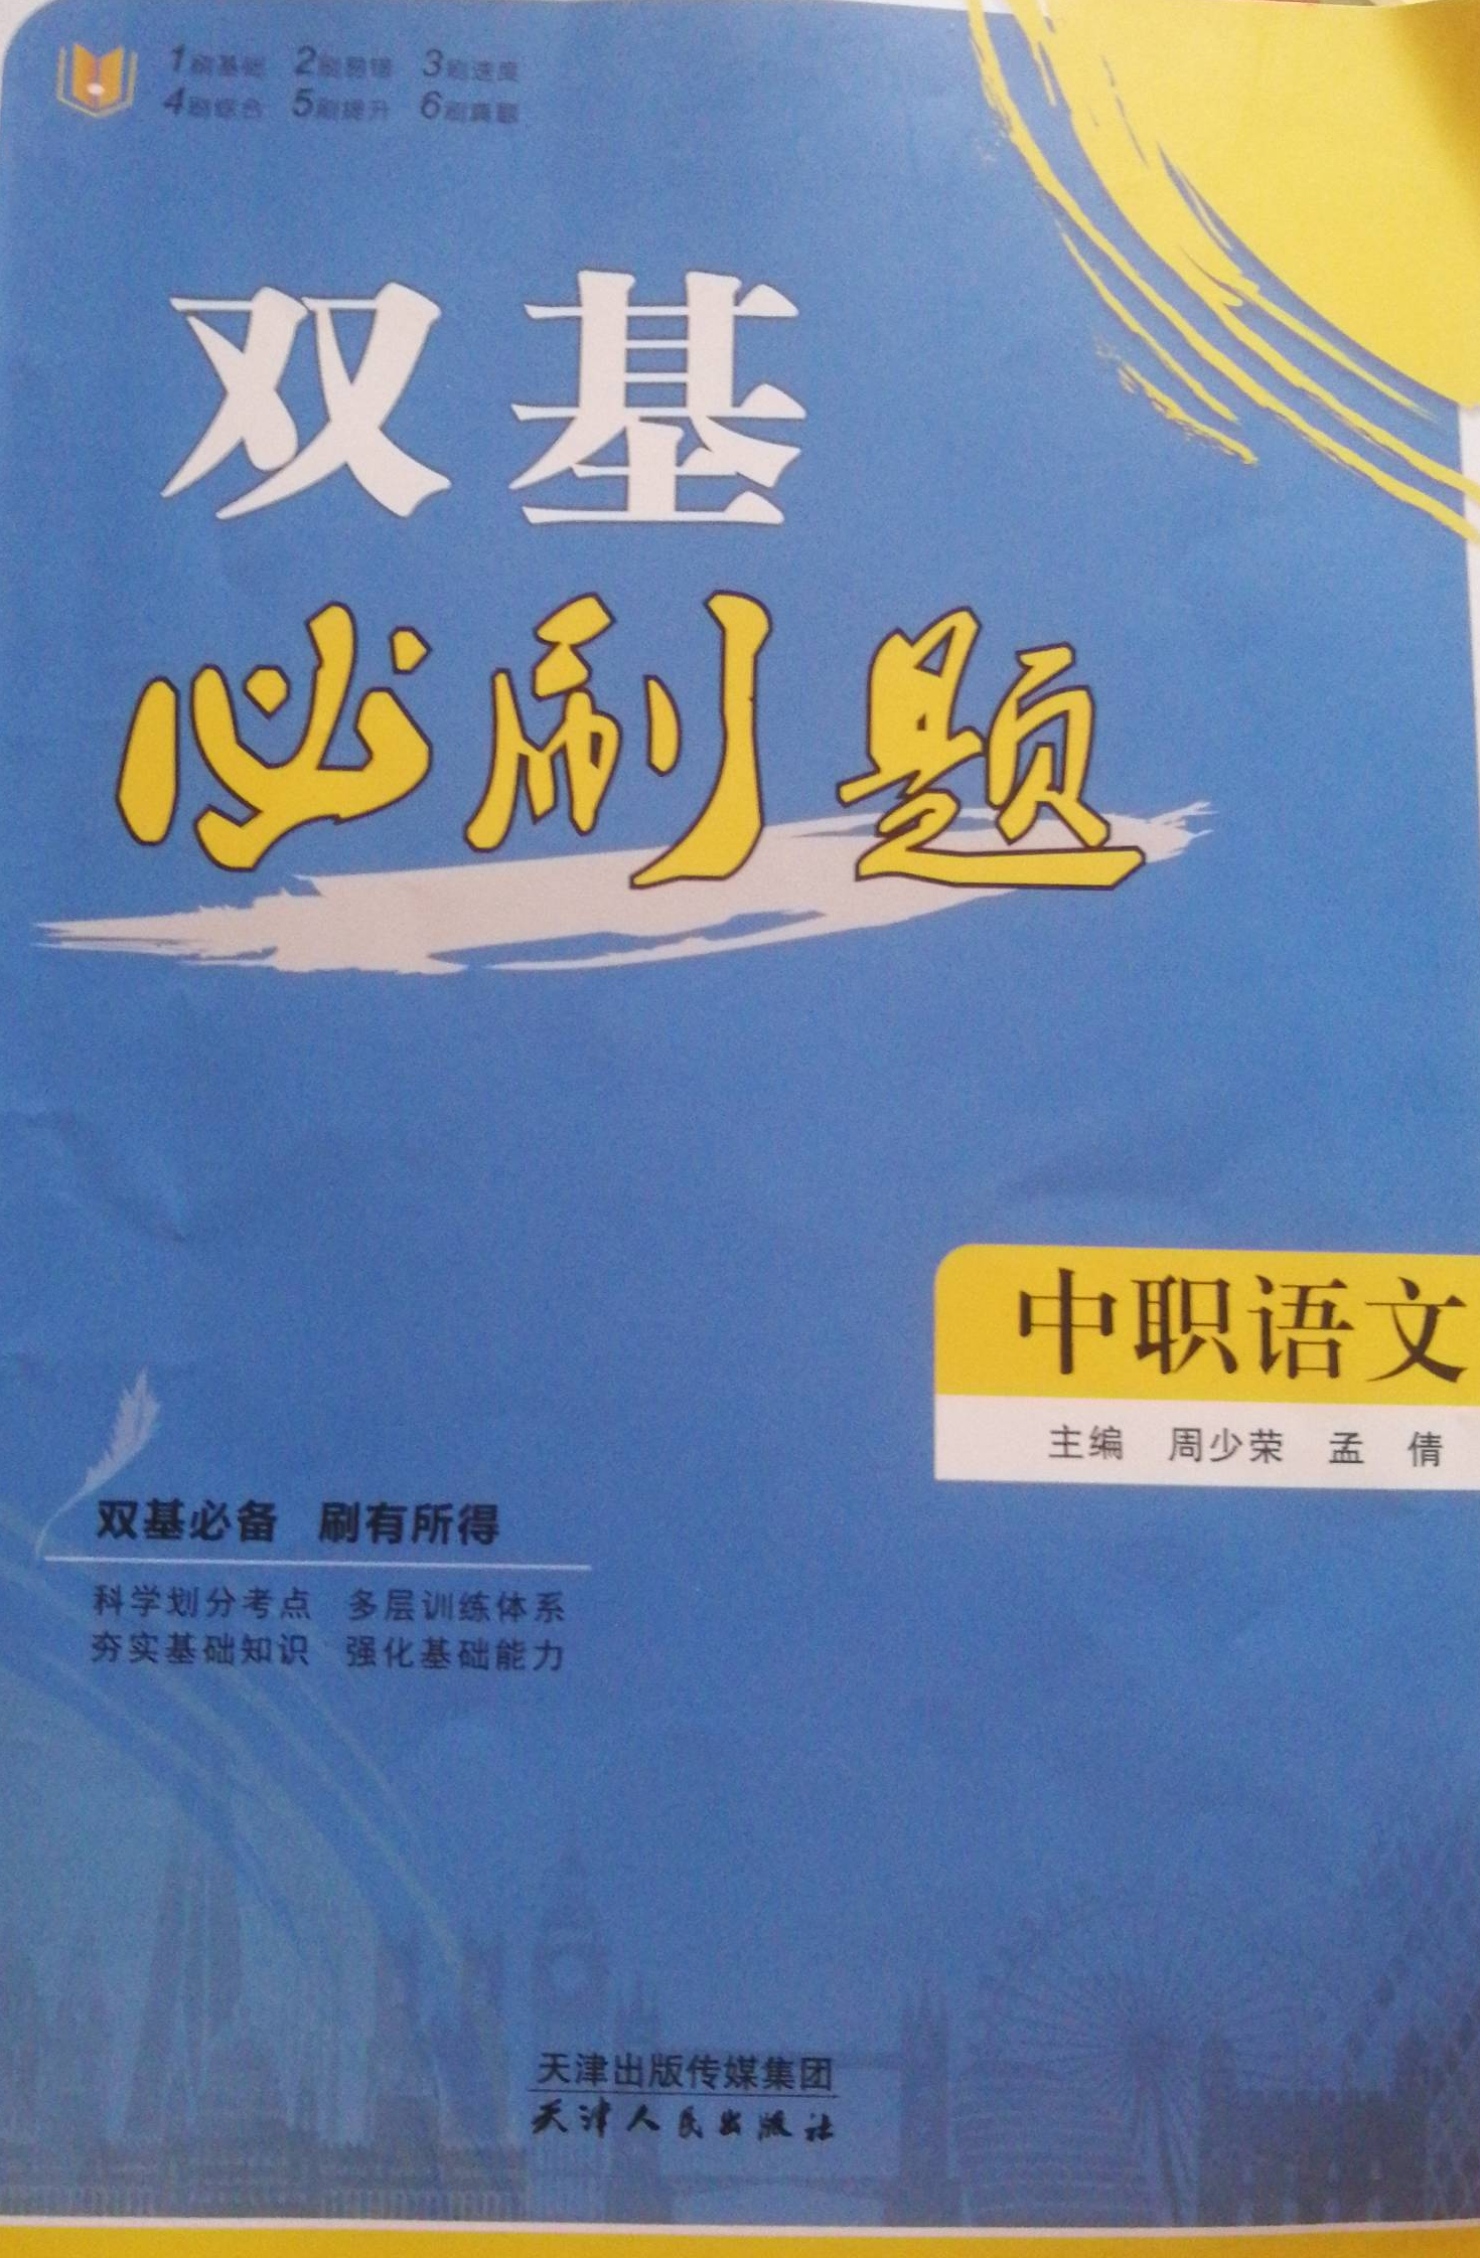 1刷基础 2刷易错 3刷速度
4刷综合 5刷提升 6刷真题
双基
必刷题
中职语文
主编 周少荣 孟 倩
双基必备 刷有所得
科学划分考点 多层训练体系
夯实基础知识 强化基础能力
天津出版传媒集团
天津人民出版社